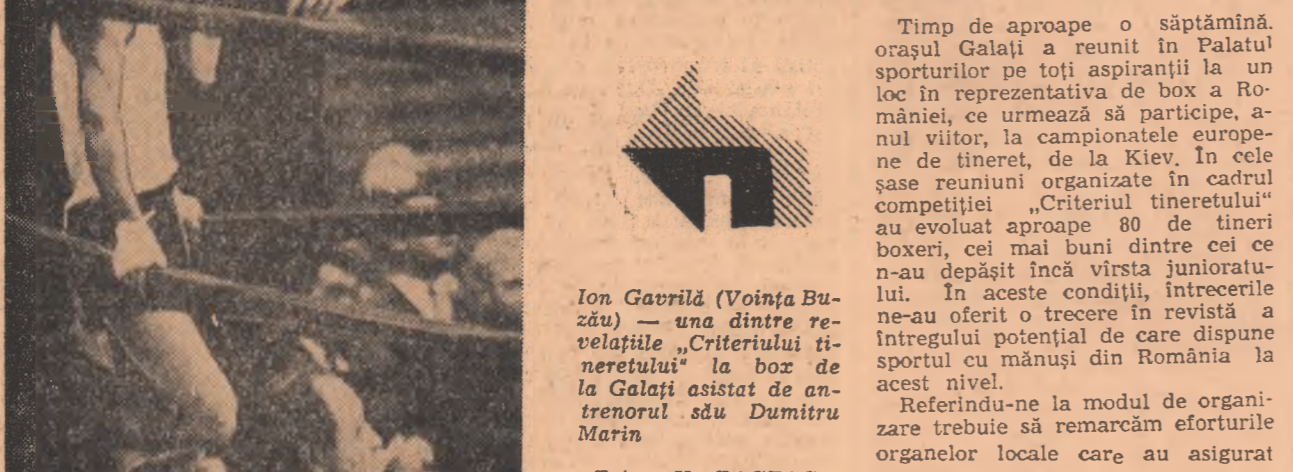 Ion Gavrilă (Voința Bu-
zău) — una dintre re-
velațiile „Criteriului ti-
neretului“ la box de
la Galați asistat de an-
trenorul său Dumitru
Marin
Timp de aproape o săptămînă.
orașul Galați a reunit în Palatul
sporturilor pe toți aspiranții la un
loc în reprezentativa de box a Ro-
mâniei, ce urmează să participe, a-
nul viitor, la campionatele europe-
ne de tineret, de la Kiev. În cele
șase reuniuni organizate în cadrul
competiției „Criteriul tineretului“
au evoluat aproape 80 de tineri
boxeri, cei mai buni dintre cei ce
n-au depășit încă vîrsta junioratu-
lui. În aceste condiții, întrecerile
ne-au oferit o trecere în revistă a
întregului potențial de care dispune
sportul cu mănuși din România la
acest nivel.
Referindu-ne la modul de organi-
zare trebuie să remarcăm eforturile
organelor locale care au asigurat